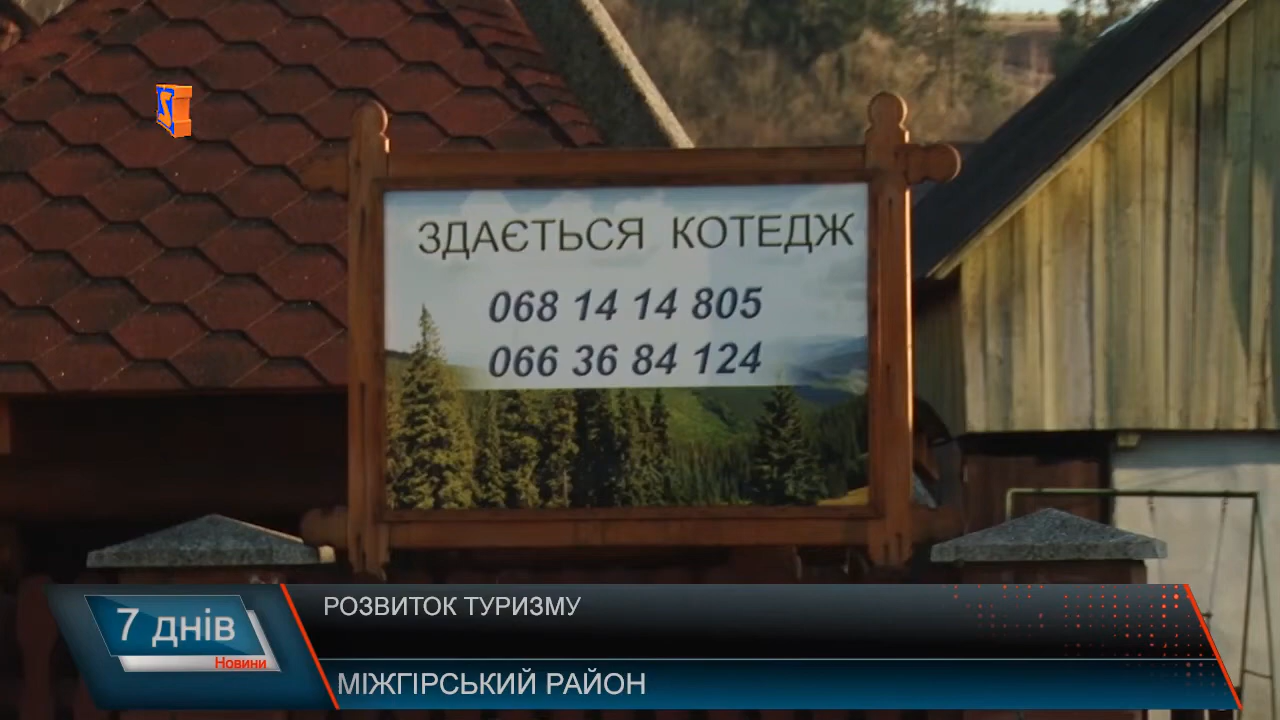 ЗДАЄТЬСЯ КОТЕДЖ
068 14 14 805
066 36 84 124
7 днів
Новини
РОЗВИТОК ТУРИЗМУ
МІЖГІРСЬКИЙ РАЙОН